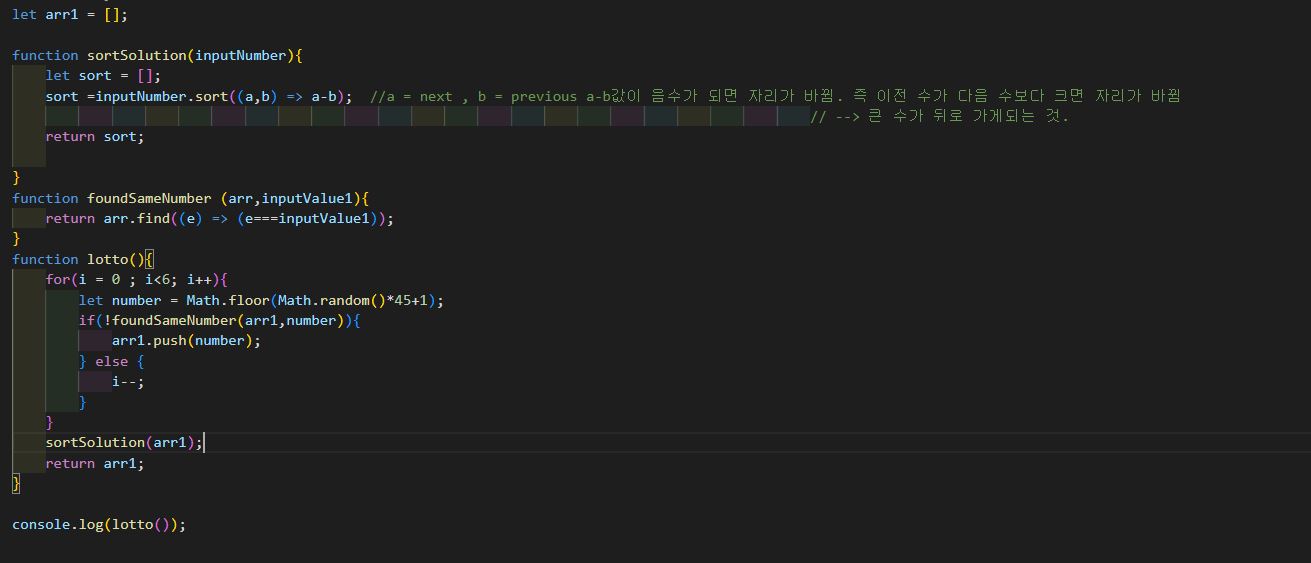 let arr1 = [];
function sortSolution(inputNumber){
let sort = [];
sort =inputNumber.sort((a,b) => a-b);  //a = next , b = previous a-b값이 음수가 되면 자리가 바뀜. 즉 이전 수가 다음 수보다 크면 자리가 바뀜
// --> 큰 수가 뒤로 가게되는 것.
return sort;
}
function foundSameNumber (arr,inputValue1){
return arr.find((e) => (e===inputValue1));
}
function lotto(){
for(i = 0 ; i<6; i++){
let number = Math.floor(Math.random()*45+1);
if(!foundSameNumber(arr1,number)){
arr1.push(number);
} else {
i--;
}
}
sortSolution(arr1);
return arr1;
}
console.log(lotto());